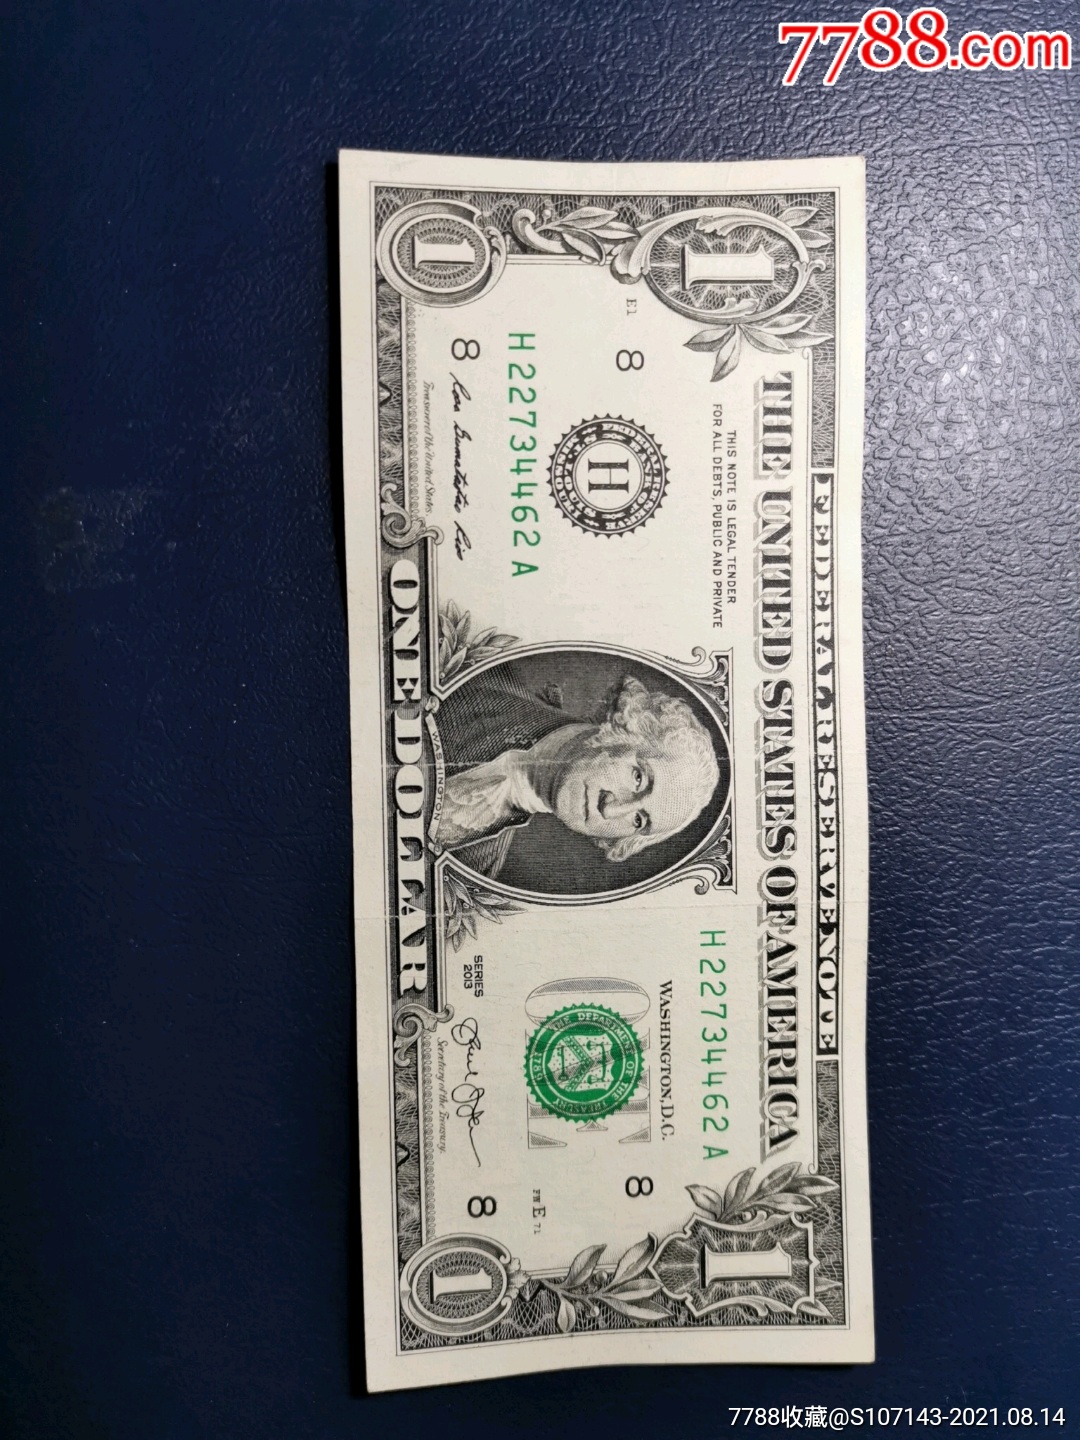 7788.com
FEDERAL RESERVE NOTE
THE UNITED STATES OF AMERICA
THIS NOTE IS LEGAL TENDER
FOR ALL DEBTS, PUBLIC AND PRIVATE
H 22734462 A
WASHINGTON, D.C.
E1
8
8
H
H 22734462 A
THE DEPARTMENT OF THE TREASURY
1789
8
Treasurer of the United States.
WASHINGTON
SERIES
2013
Secretary of the Treasury.
FW E 71
8
1
1
1
1
ONE DOLLAR
7788收藏@S107143-2021.08.14